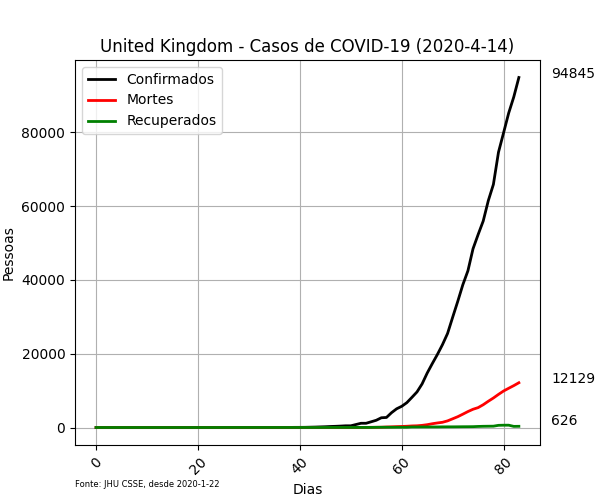 United Kingdom - Casos de COVID-19 (2020-4-14)
Confirmados
Mortes
Recuperados
94845
80000
60000
40000
20000
0
12129
626
Pessoas
0 20 40 60 80
Fonte: JHU CSSE, desde 2020-1-22
Dias